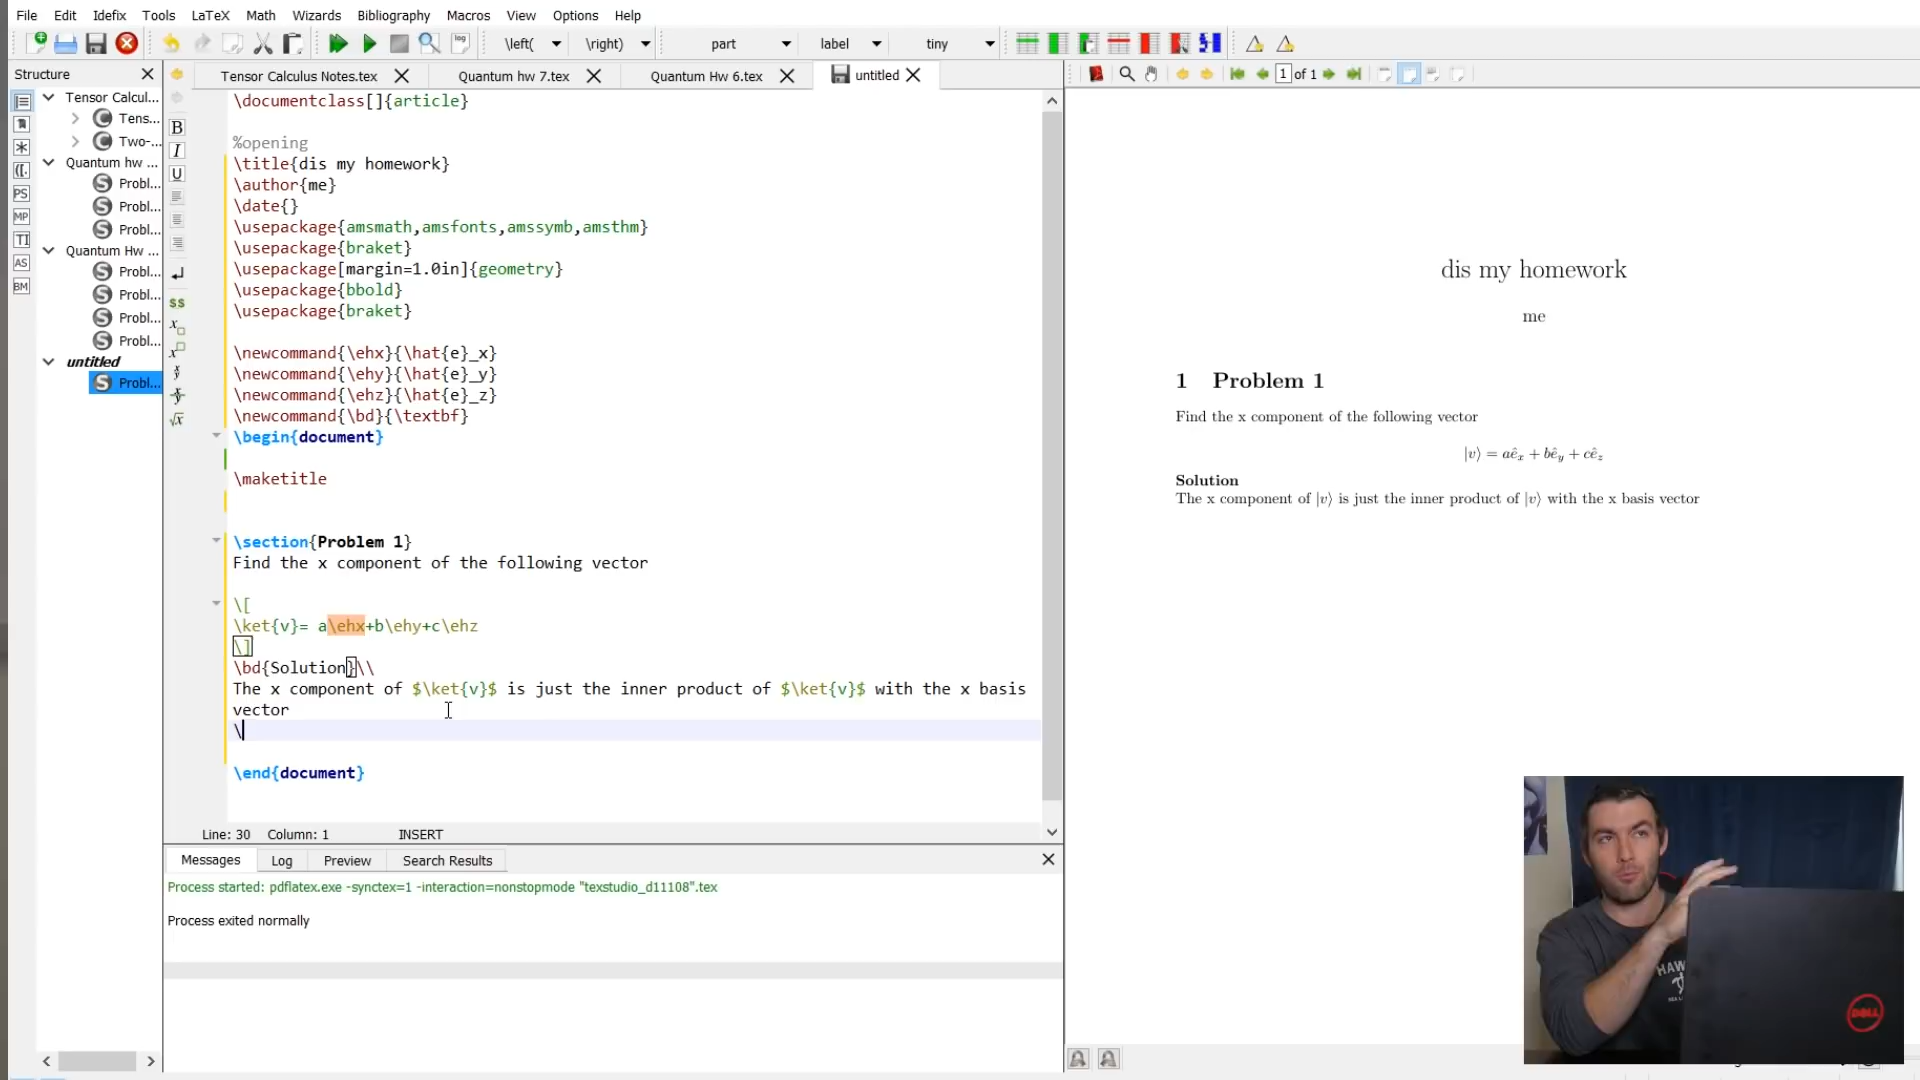 File Edit Idefix Tools LaTeX Math Wizards Bibliography Macros View Options Help
\left( \right) part label tiny
Structure
Tensor Calculus Notes.tex Quantum hw 7.tex Quantum Hw 6.tex untitled
1 of 1
Tensor Calcul...
Tens...
Two-...
Quantum hw ...
Probl...
Probl...
Probl...
Quantum Hw ...
Probl...
Probl...
Probl...
Probl...
untitled
Probl...
PS
MP
TI
AS
BM
B
I
U
$$
\documentclass[]{article}
%opening
\title{dis my homework}
\author{me}
\date{}
\usepackage{amsmath,amsfonts,amssymb,amsthm}
\usepackage{braket}
\usepackage[margin=1.0in]{geometry}
\usepackage{bbold}
\usepackage{braket}
\newcommand{\ehx}{\hat{e}_x}
\newcommand{\ehy}{\hat{e}_y}
\newcommand{\ehz}{\hat{e}_z}
\newcommand{\bd}{\textbf}
\begin{document}
\maketitle
\section{Problem 1}
Find the x component of the following vector
\[
\ket{v}= a\ehx+b\ehy+c\ehz
\]
\bd{Solution}\\
The x component of $\ket{v}$ is just the inner product of $\ket{v}$ with the x basis
vector
\
\end{document}
Line: 30 Column: 1 INSERT
Messages Log Preview Search Results
Process started: pdflatex.exe -synctex=1 -interaction=nonstopmode "texstudio_d11108".tex
Process exited normally
dis my homework
me
1 Problem 1
Find the x component of the following vector
|v⟩ = aêₓ + bê_y + cê_z
Solution
The x component of |v⟩ is just the inner product of |v⟩ with the x basis vector
HAW
DELL